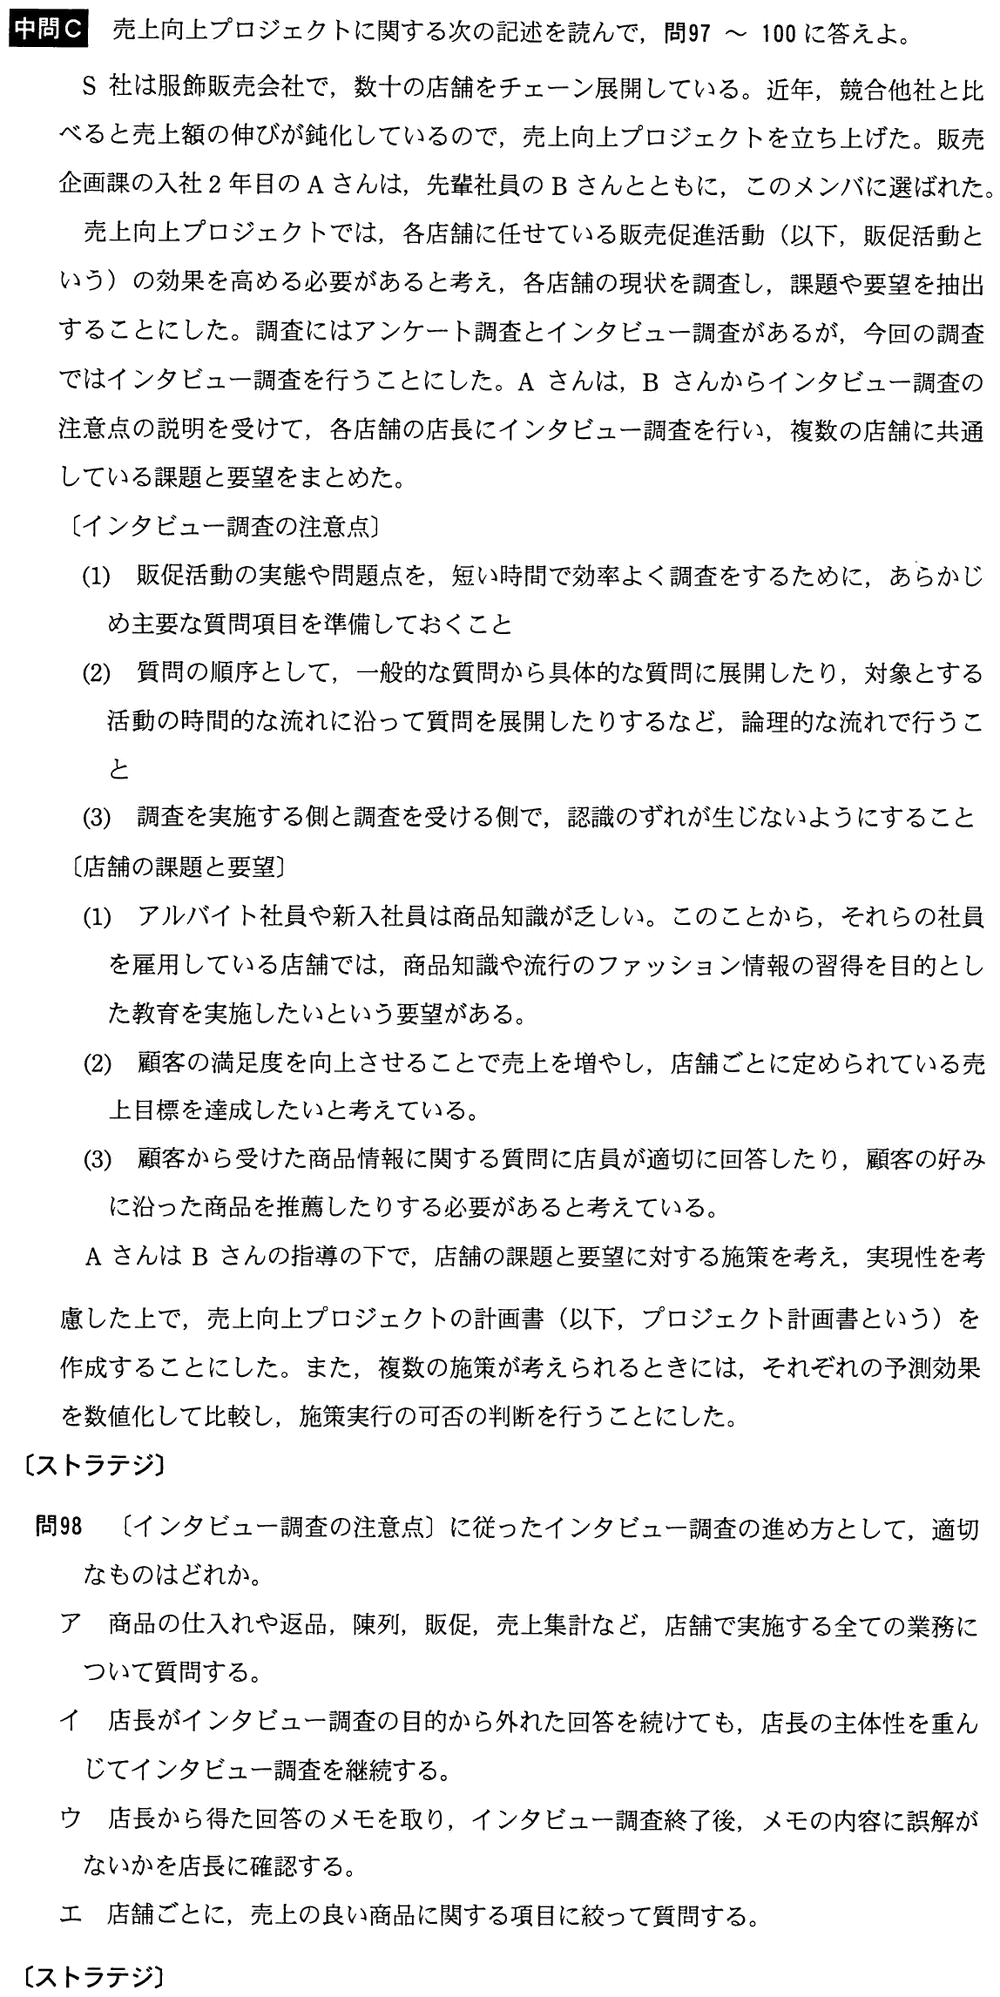 中問C 売上向上プロジェクトに関する次の記述を読んで，問97 ～ 100 に答えよ。
S 社は服飾販売会社で，数十の店舗をチェーン展開している。近年，競合他社と比
べると売上額の伸びが鈍化しているので，売上向上プロジェクトを立ち上げた。販売
企画課の入社 2 年目の A さんは，先輩社員の B さんとともに，このメンバに選ばれた。
売上向上プロジェクトでは，各店舗に任せている販売促進活動（以下，販促活動と
いう）の効果を高める必要があると考え，各店舗の現状を調査し，課題や要望を抽出
することにした。調査にはアンケート調査とインタビュー調査があるが，今回の調査
ではインタビュー調査を行うことにした。A さんは，B さんからインタビュー調査の
注意点の説明を受けて，各店舗の店長にインタビュー調査を行い，複数の店舗に共通
している課題と要望をまとめた。
〔インタビュー調査の注意点〕
(1) 販促活動の実態や問題点を，短い時間で効率よく調査をするために，あらかじ
め主要な質問項目を準備しておくこと
(2) 質問の順序として，一般的な質問から具体的な質問に展開したり，対象とする
活動の時間的な流れに沿って質問を展開したりするなど，論理的な流れで行うこ
と
(3) 調査を実施する側と調査を受ける側で，認識のずれが生じないようにすること
〔店舗の課題と要望〕
(1) アルバイト社員や新入社員は商品知識が乏しい。このことから，それらの社員
を雇用している店舗では，商品知識や流行のファッション情報の習得を目的とし
た教育を実施したいという要望がある。
(2) 顧客の満足度を向上させることで売上を増やし，店舗ごとに定められている売
上目標を達成したいと考えている。
(3) 顧客から受けた商品情報に関する質問に店員が適切に回答したり，顧客の好み
に沿った商品を推薦したりする必要があると考えている。
A さんは B さんの指導の下で，店舗の課題と要望に対する施策を考え，実現性を考
慮した上で，売上向上プロジェクトの計画書（以下，プロジェクト計画書という）を
作成することにした。また，複数の施策が考えられるときには，それぞれの予測効果
を数値化して比較し，施策実行の可否の判断を行うことにした。
〔ストラテジ〕
問98 〔インタビュー調査の注意点〕に従ったインタビュー調査の進め方として，適切
なものはどれか。
ア 商品の仕入れや返品，陳列，販促，売上集計など，店舗で実施する全ての業務に
ついて質問する。
イ 店長がインタビュー調査の目的から外れた回答を続けても，店長の主体性を重ん
じてインタビュー調査を継続する。
ウ 店長から得た回答のメモを取り，インタビュー調査終了後，メモの内容に誤解が
ないかを店長に確認する。
エ 店舗ごとに，売上の良い商品に関する項目に絞って質問する。
〔ストラテジ〕